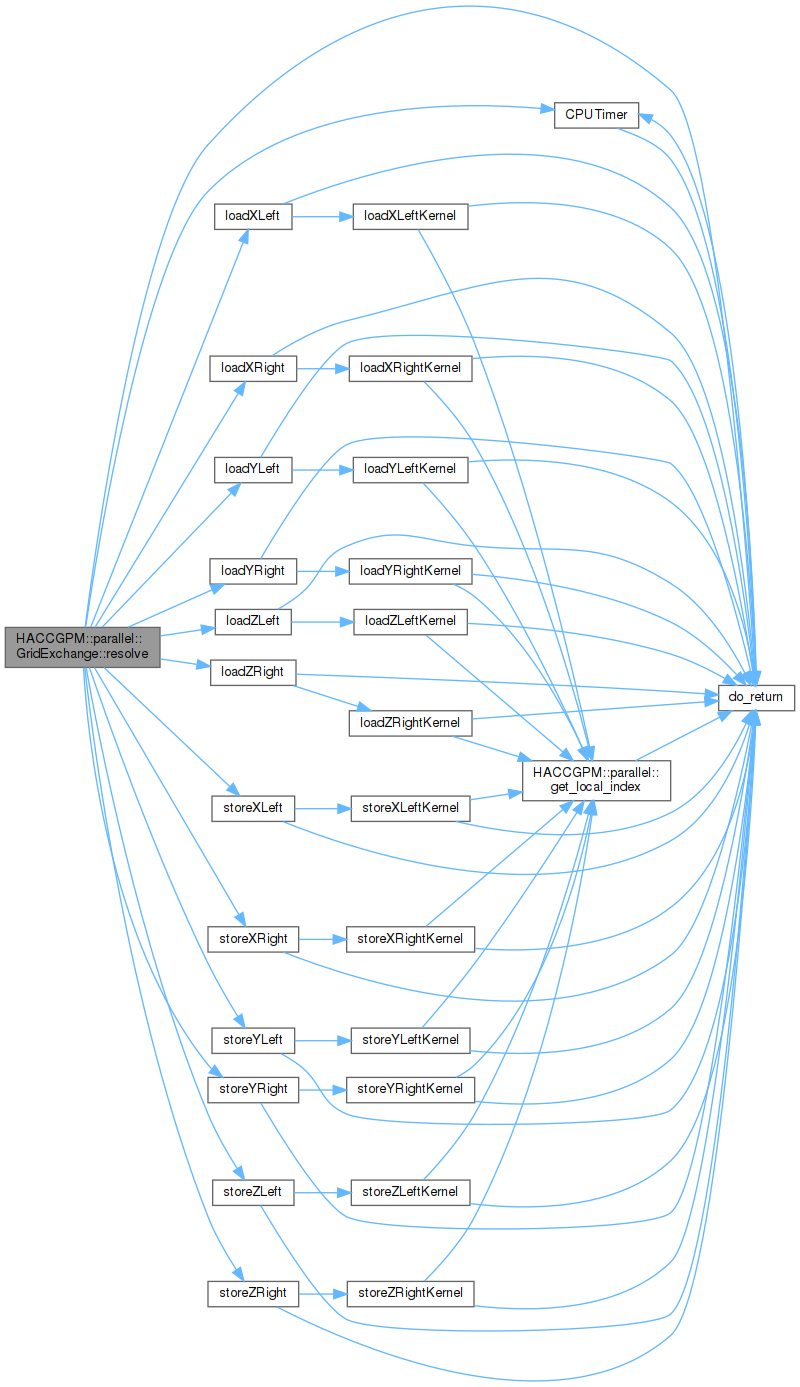 CPUTimer
loadXLeft
loadXLeftKernel
loadXRight
loadXRightKernel
loadYLeft
loadYLeftKernel
loadYRight
loadYRightKernel
loadZLeft
loadZLeftKernel
HACCGPM::parallel::
GridExchange::resolve
loadZRight
do_return
loadZRightKernel
HACCGPM::parallel::
get_local_index
storeXLeft
storeXLeftKernel
storeXRight
storeXRightKernel
storeYLeft
storeYLeftKernel
storeYRight
storeYRightKernel
storeZLeft
storeZLeftKernel
storeZRight
storeZRightKernel